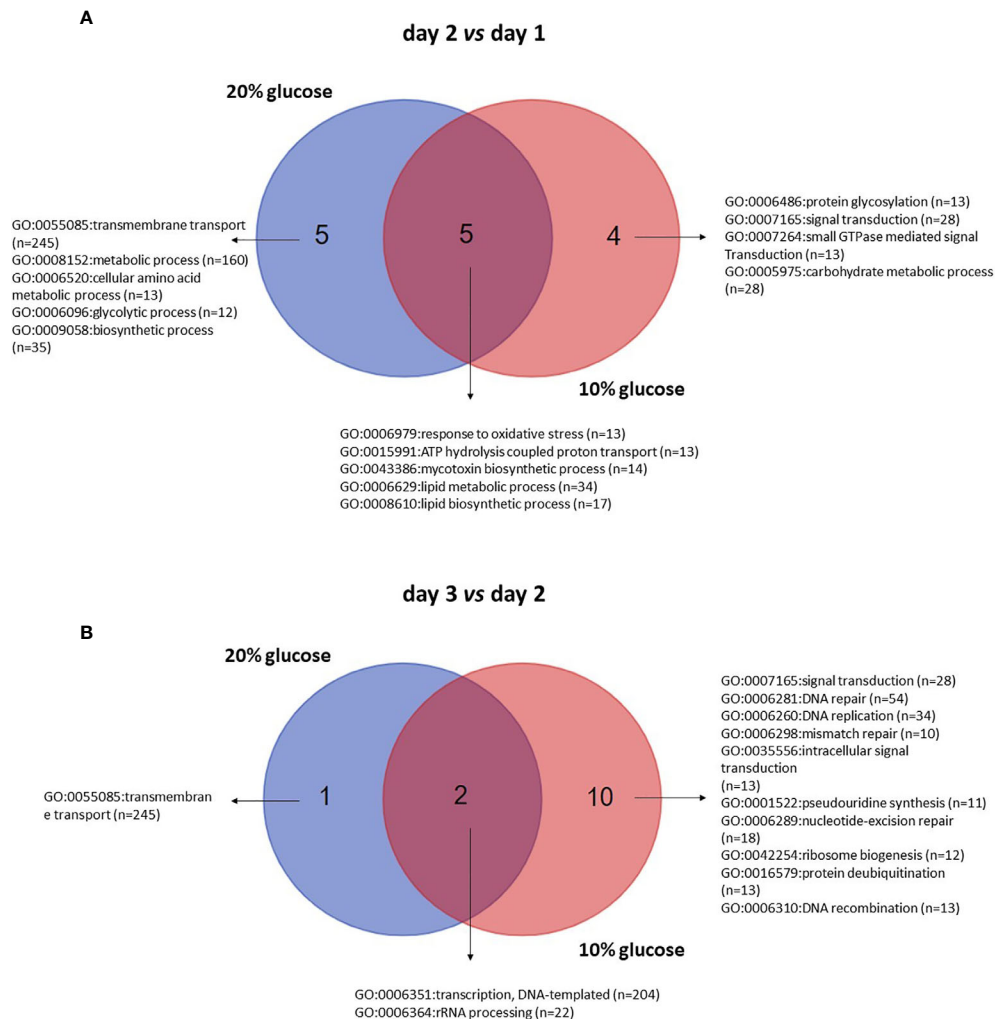 A
day 2 vs day 1
20% glucose
5
5
4
GO:0055085:transmembrane transport
(n=245)
GO:0008152:metabolic process (n=160)
GO:0006520:cellular amino acid
metabolic process (n=13)
GO:0006096:glycolytic process (n=12)
GO:0009058:biosynthetic process
(n=35)
GO:0006486:protein glycosylation (n=13)
GO:0007165:signal transduction (n=28)
GO:0007264:small GTPase mediated signal
Transduction (n=13)
GO:0005975:carbohydrate metabolic process
(n=28)
10% glucose
GO:0006979:response to oxidative stress (n=13)
GO:0015991:ATP hydrolysis coupled proton transport (n=13)
GO:0043386:mycotoxin biosynthetic process (n=14)
GO:0006629:lipid metabolic process (n=34)
GO:0008610:lipid biosynthetic process (n=17)
day 3 vs day 2
B
20% glucose
1
2
10
GO:0055085:transmembran
e transport (n=245)
GO:0007165:signal transduction (n=28)
GO:0006281:DNA repair (n=54)
GO:0006260:DNA replication (n=34)
GO:0006298:mismatch repair (n=10)
GO:0035556:intracellular signal
transduction
(n=13)
GO:0001522:pseudouridine synthesis (n=11)
GO:0006289:nucleotide-excision repair
(n=18)
GO:0042254:ribosome biogenesis (n=12)
GO:0016579:protein deubiquitination
(n=13)
GO:0006310:DNA recombination (n=13)
10% glucose
GO:0006351:transcription, DNA-templated (n=204)
GO:0006364:rRNA processing (n=22)